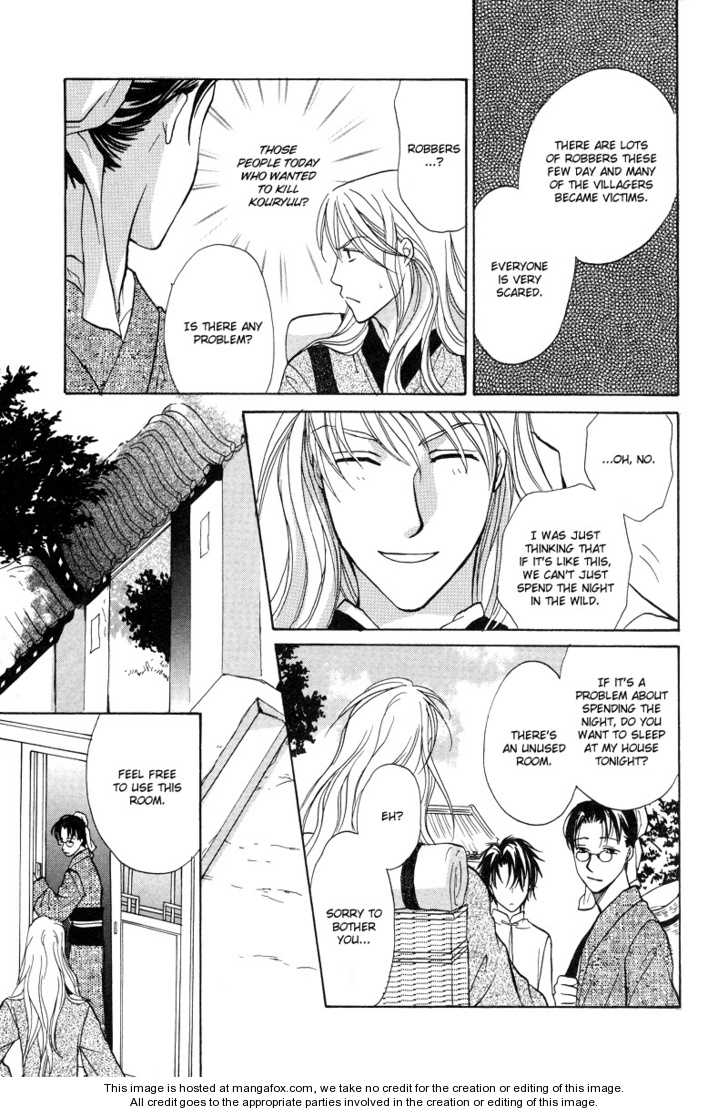 THERE ARE LOTS
OF ROBBERS THESE
FEW DAY AND MANY
OF THE VILLAGERS
BECAME VICTIMS.
EVERYONE
IS VERY
SCARED.
ROBBERS
...?
THOSE
PEOPLE TODAY
WHO WANTED
TO KILL
KOURYUU?
IS THERE ANY
PROBLEM?
...OH, NO.
I WAS JUST
THINKING THAT
IF IT'S LIKE THIS,
WE CAN'T JUST
SPEND THE NIGHT
IN THE WILD.
IF IT'S A
PROBLEM ABOUT
SPENDING THE
NIGHT, DO YOU
WANT TO SLEEP
AT MY HOUSE
TONIGHT?
THERE'S
AN UNUSED
ROOM.
EH?
SORRY TO
BOTHER
YOU...
FEEL FREE
TO USE THIS
ROOM.
This image is hosted at mangafox.com, we take no credit for the creation or editing of this image.
All credit goes to the appropriate parties involved in the creation or editing of this image.